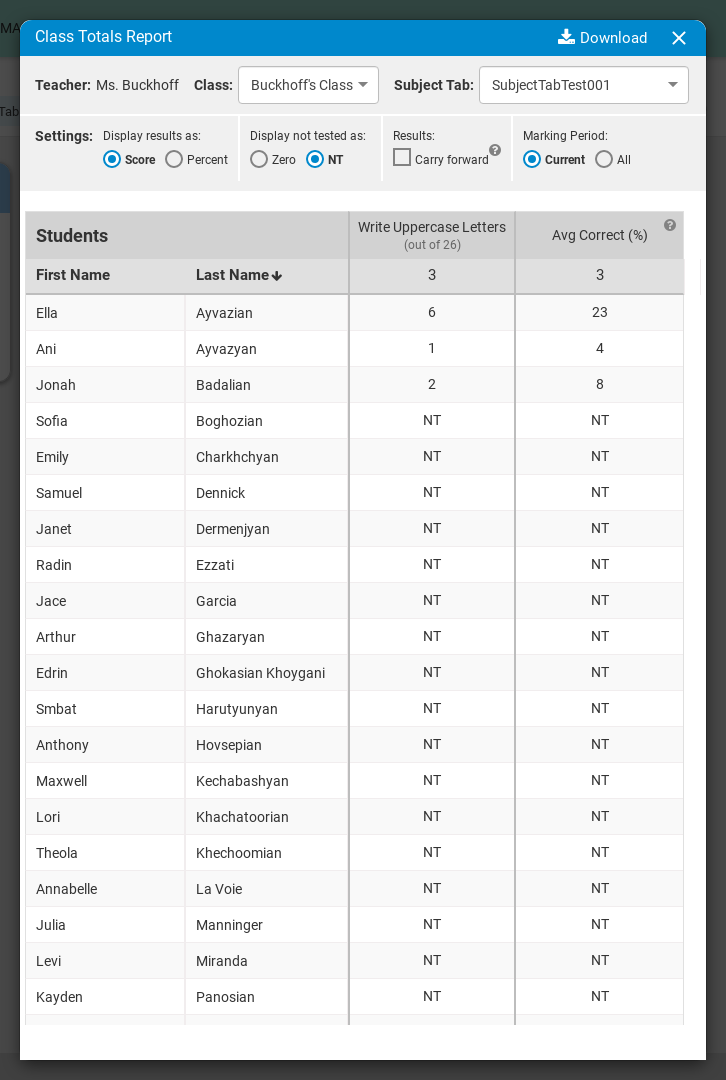 MA
Tab
Class Totals Report Download
Teacher: Ms. Buckhoff Class: Buckhoff's Class Subject Tab: SubjectTabTest001
Settings: Display results as: Display not tested as: Results: Marking Period:
Score Percent Zero NT Carry forward ? Current All
Students Write Uppercase Letters (out of 26) Avg Correct (%) ?
First Name Last Name 3 3
Ella Ayvazian 6 23
Ani Ayvazyan 1 4
Jonah Badalian 2 8
Sofia Boghozian NT NT
Emily Charkhchyan NT NT
Samuel Dennick NT NT
Janet Dermenjyan NT NT
Radin Ezzati NT NT
Jace Garcia NT NT
Arthur Ghazaryan NT NT
Edrin Ghokasian Khoygani NT NT
Smbat Harutyunyan NT NT
Anthony Hovsepian NT NT
Maxwell Kechabashyan NT NT
Lori Khachatoorian NT NT
Theola Khechoomian NT NT
Annabelle La Voie NT NT
Julia Manninger NT NT
Levi Miranda NT NT
Kayden Panosian NT NT